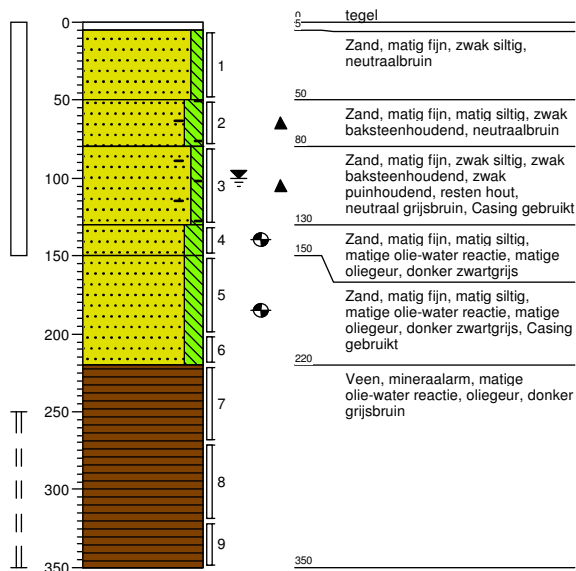 0
50
100
150
200
250
300
350
1
2
3
4
5
6
7
8
9
0
tegel
5
Zand, matig fijn, zwak siltig,
neutraalbruin
50
Zand, matig fijn, matig siltig, zwak
baksteenhoudend, neutraalbruin
80
Zand, matig fijn, zwak siltig, zwak
baksteenhoudend, zwak
puinhoudend, resten hout,
neutraal grijsbruin, Casing gebruikt
130
Zand, matig fijn, matig siltig,
matige olie-water reactie, matige
oliegeur, donker zwartgrijs
150
Zand, matig fijn, matig siltig,
matige olie-water reactie, matige
oliegeur, donker zwartgrijs, Casing
gebruikt
220
Veen, mineraalarm, matige
olie-water reactie, oliegeur, donker
grijsbruin
350